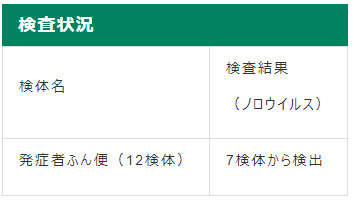 検査状況
検体名
検査結果
（ノロウイルス）
発症者ふん便（12検体）
7検体から検出